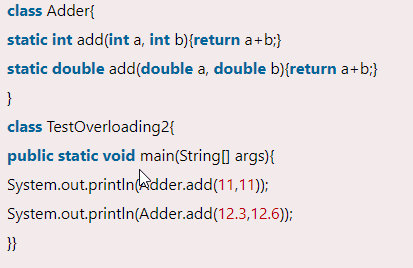 class Adder{
static int add(int a, int b){return a+b;}
static double add(double a, double b){return a+b;}
}
class TestOverloading2{
public static void main(String[] args){
System.out.println(Adder.add(11,11));
System.out.println(Adder.add(12.3,12.6));
}}